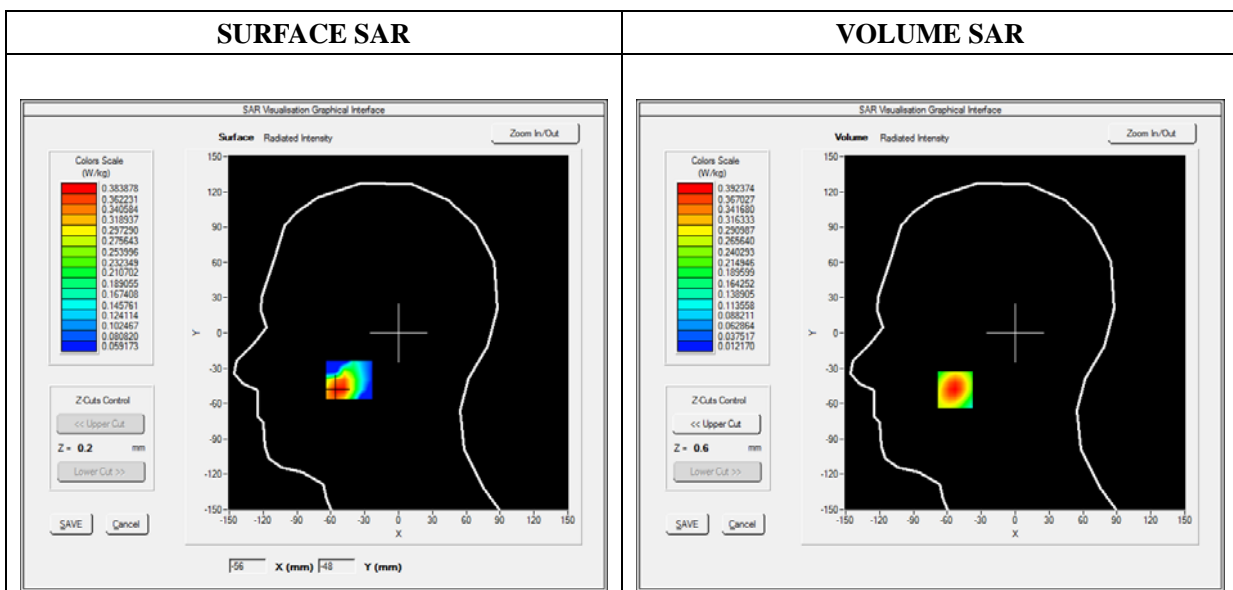 SURFACE SAR
VOLUME SAR
SAR Visualisation Graphical Interface
Surface Radiated Intensity
Zoom In/Out
Colors Scale
(W/kg)
0.383878
0.362231
0.340584
0.318937
0.297290
0.275643
0.253996
0.232349
0.210702
0.189055
0.167408
0.145761
0.124114
0.102467
0.080820
0.059173
Z-Cuts Control
<< Upper Cut
Z = 0.2 mm
Lower Cut >>
SAVE Cancel
150
120
90
60
30
0
-30
-60
-90
-120
-150
Y
-150 -120 -90 -60 -30 0 30 60 90 120 150
X
-56 X (mm) -48 Y (mm)
SAR Visualisation Graphical Interface
Volume Radiated Intensity
Zoom In/Out
Colors Scale
(W/kg)
0.392374
0.367027
0.341680
0.316333
0.290987
0.265640
0.240293
0.214946
0.189599
0.164252
0.138905
0.113558
0.088211
0.062864
0.037517
0.012170
Z-Cuts Control
<< Upper Cut
Z = 0.6 mm
Lower Cut >>
SAVE Cancel
150
120
90
60
30
0
-30
-60
-90
-120
-150
Y
-150 -120 -90 -60 -30 0 30 60 90 120 150
X